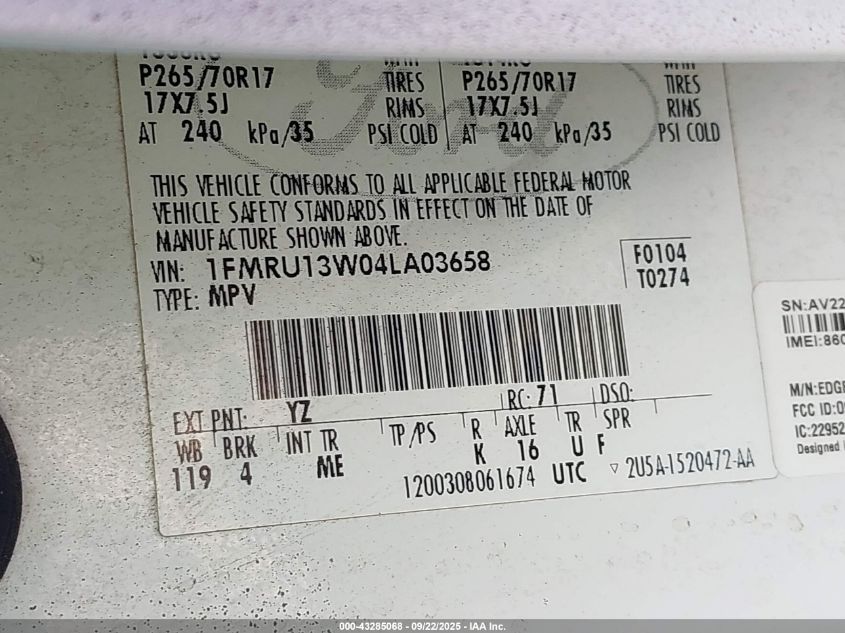 P265/70R17 TIRES P265/70R17 TIRES
17X7.5J RIMS 17X7.5J RIMS
AT 240 kPa/35 PSI COLD AT 240 kPa/35 PSI COLD
Ford
THIS VEHICLE CONFORMS TO ALL APPLICABLE FEDERAL MOTOR
VEHICLE SAFETY STANDARDS IN EFFECT ON THE DATE OF
MANUFACTURE SHOWN ABOVE.
VIN: 1FMRU13W04LA03658
TYPE: MPV
F0104
T0274
RC: 71 DSO:
EXT PNT: YZ
WB BRK INT TR TP/PS R AXLE TR SPR
119 4 ME K 16 U F
1200308061674 UTC ▽ 2U5A-1520472-AA
SN:AV22
IMEI:860
M/N:EDGE
FCC ID:
IC:22952
Designed
000-43285068 - 09/22/2025 - IAA Inc.